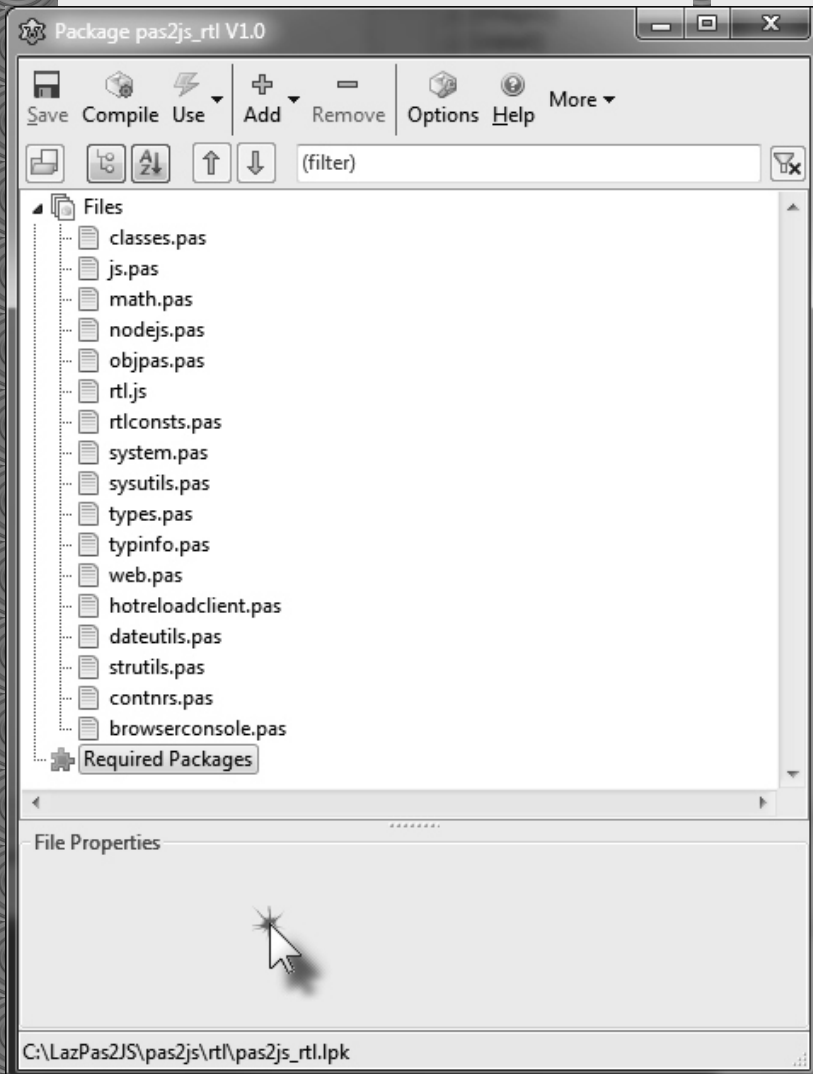 Package pas2js_rtl V1.0
Save Compile Use Add Remove Options Help More
(filter)
Files
classes.pas
js.pas
math.pas
nodejs.pas
objpas.pas
rtl.js
rtlconsts.pas
system.pas
sysutils.pas
types.pas
typinfo.pas
web.pas
hotreloadclient.pas
dateutils.pas
strutils.pas
contnrs.pas
browserconsole.pas
Required Packages
File Properties
C:\LazPas2JS\pas2js\rtl\pas2js_rtl.lpk